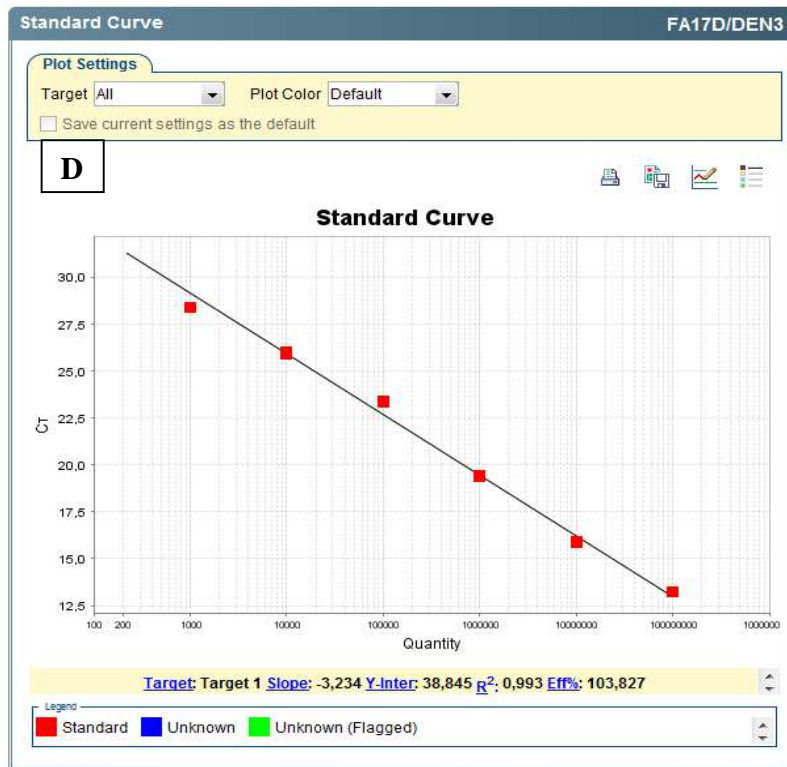 Standard Curve FA17D/DEN3
Plot Settings
Target All Plot Color Default
Save current settings as the default
D
Standard Curve
30,0
27,5
25,0
22,5
20,0
17,5
15,0
12,5
CT
100 200 1000 10000 100000 1000000 10000000 100000000 1000000
Quantity
Target: Target 1 Slope: -3,234 Y-Inter: 38,845 R²: 0,993 Eff%: 103,827
Legend
Standard Unknown Unknown (Flagged)